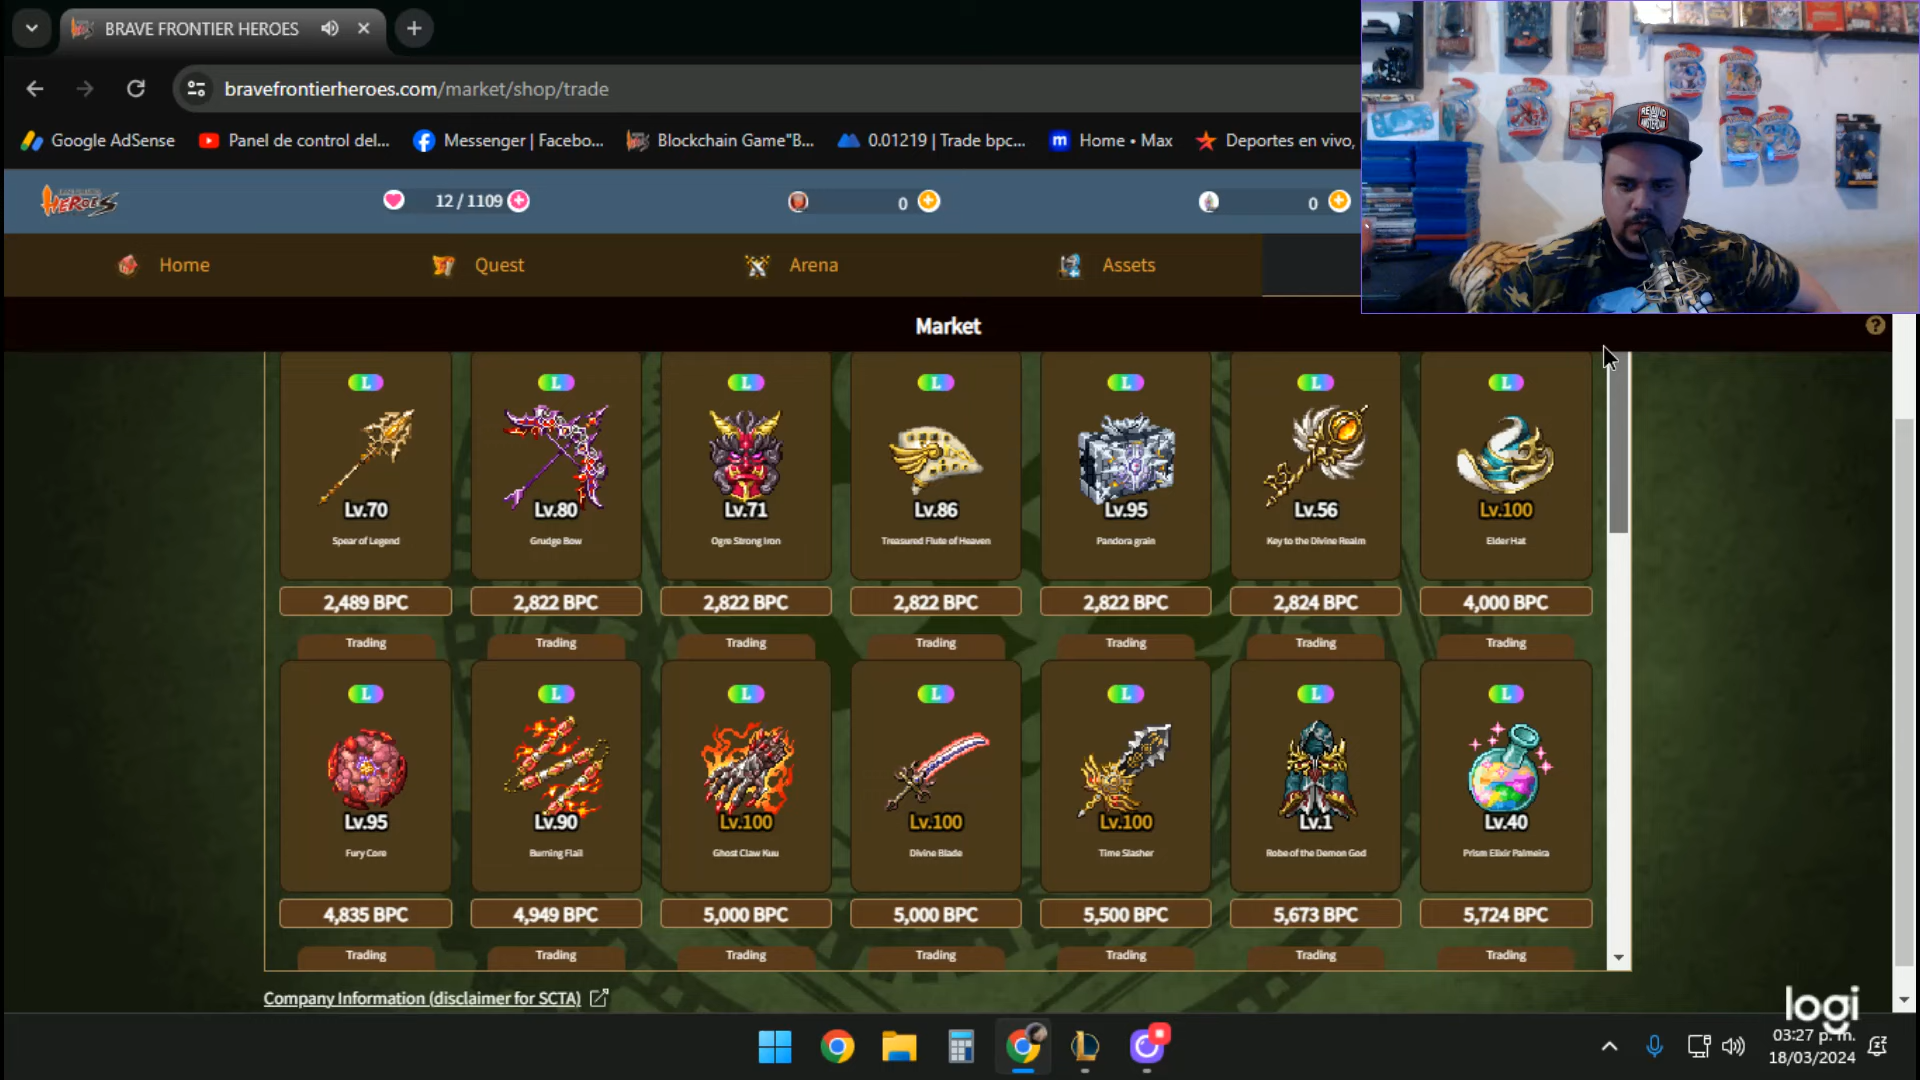 BRAVE FRONTIER HEROES
bravefrontierheroes.com/market/shop/trade
Google AdSense
Panel de control del...
Messenger | Facebo...
Blockchain Game"B...
0.01219 | Trade bpc...
m Home • Max
Deportes en vivo,
HEROES
12 / 1109
0
0
REWIND
AMSTERDAM
Home
Quest
Arena
Assets
Market
?
L L L L L L L
Lv.70 Lv.80 Lv.71 Lv.86 Lv.95 Lv.56 Lv.100
Spear of Legend Grudge Bow Ogre Strong Iron Treasured Flute of Heaven Pandora grain Key to the Divine Realm Elder Hat
2,489 BPC 2,822 BPC 2,822 BPC 2,822 BPC 2,822 BPC 2,824 BPC 4,000 BPC
Trading Trading Trading Trading Trading Trading Trading
L L L L L L L
Lv.95 Lv.90 Lv.100 Lv.100 Lv.100 Lv.1 Lv.40
Fury Core Burning Flail Ghost Claw Kuu Divine Blade Time Slasher Robe of the Demon God Prism Elixir Palmeira
4,835 BPC 4,949 BPC 5,000 BPC 5,000 BPC 5,500 BPC 5,673 BPC 5,724 BPC
Trading Trading Trading Trading Trading Trading Trading
Company Information (disclaimer for SCTA)
logi
03:27 p. m.
18/03/2024